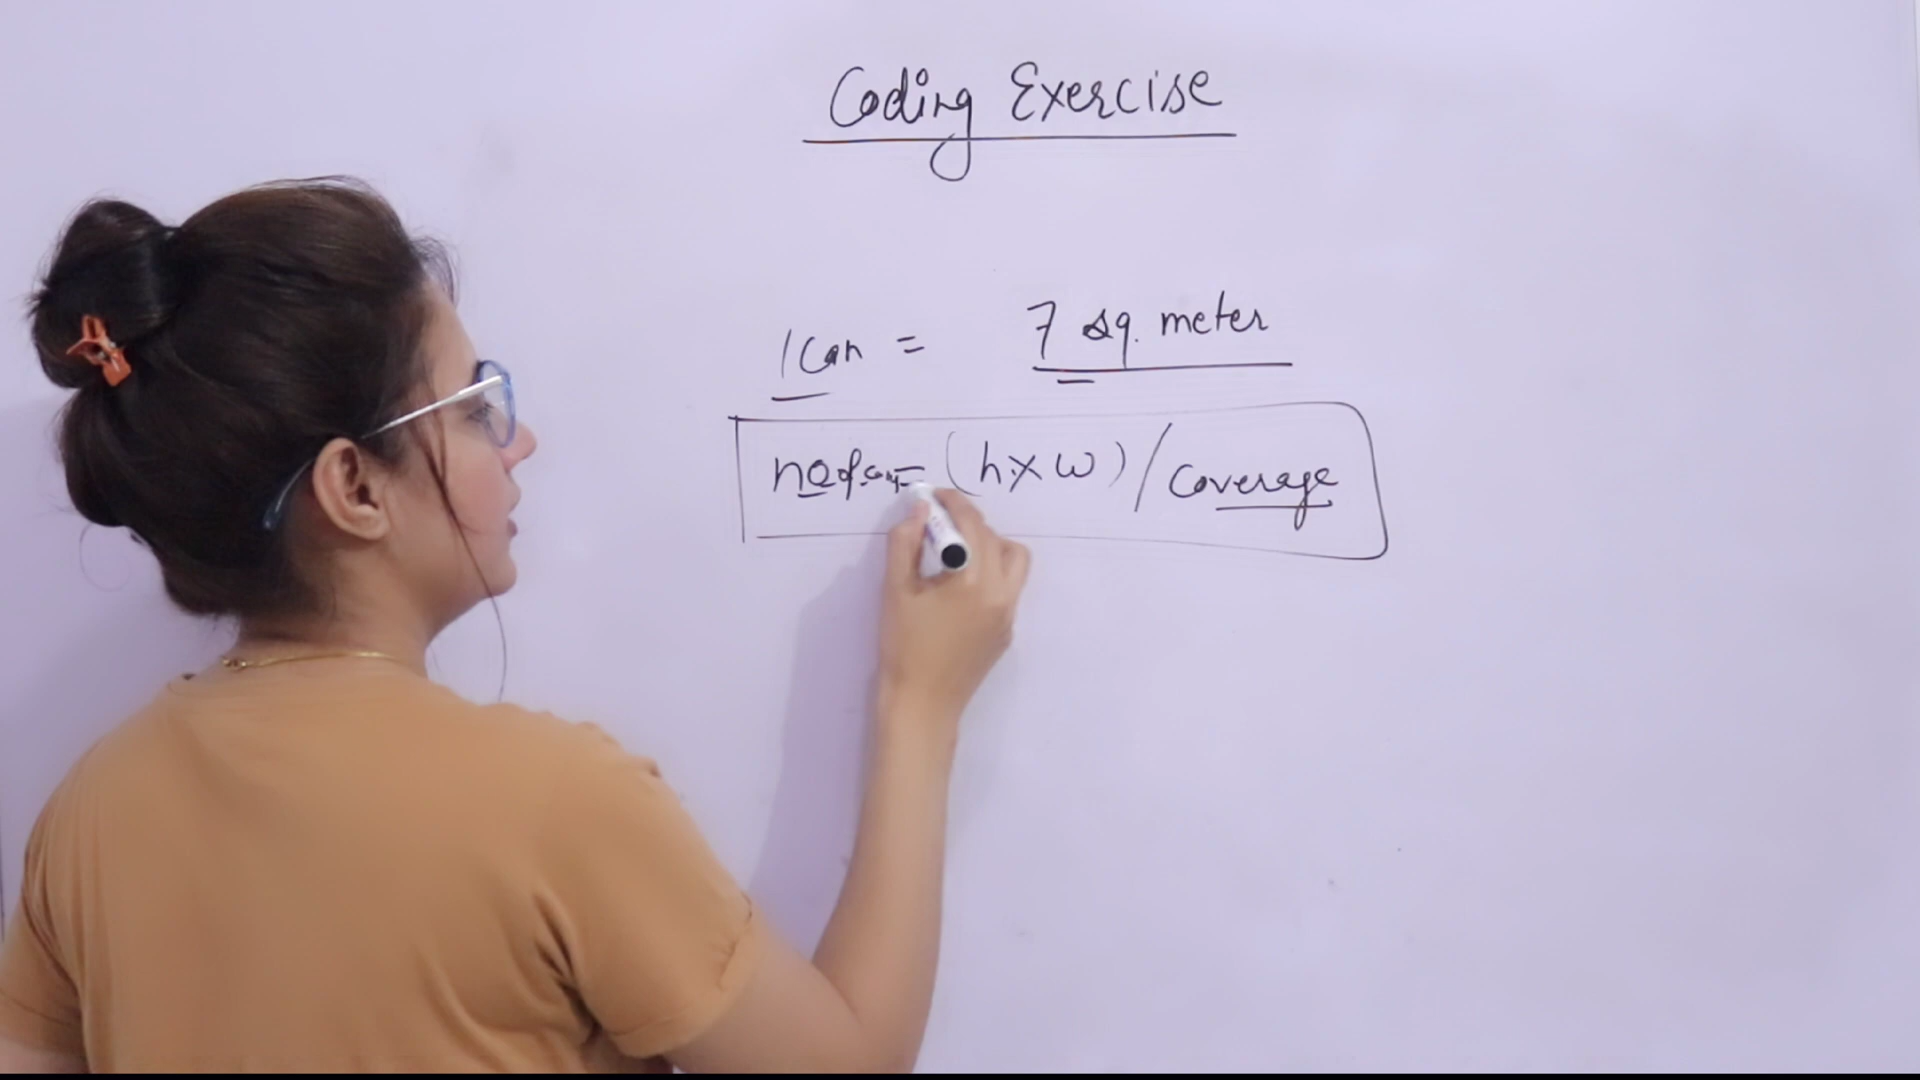 Coding Exercise
1 Can = 7 sq. meter
no of can = (h x w) / Coverage